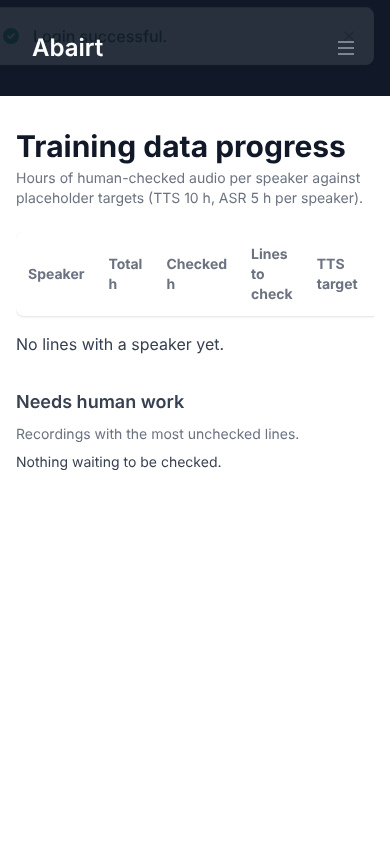 Login successful.
Abairt
Training data progress
Hours of human-checked audio per speaker against
placeholder targets (TTS 10 h, ASR 5 h per speaker).
Speaker Total h Checked h Lines to check TTS target
No lines with a speaker yet.
Needs human work
Recordings with the most unchecked lines.
Nothing waiting to be checked.